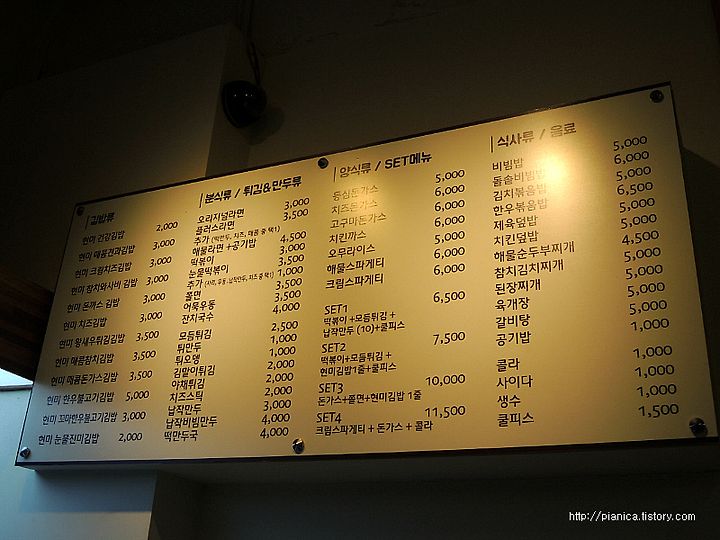 김밥류
현미 건강김밥 2,000
현미 매콤견과김밥 3,000
현미 크림치즈김밥 3,000
현미 참치와사비 김밥 3,000
현미 돈까스 김밥 3,000
현미 치즈김밥 3,000
현미 왕새우튀김김밥 3,500
현미 매콤참치김밥 3,500
현미 매콤돈가스김밥 3,500
현미 한우불고기김밥 5,000
현미 꼬마한우불고기김밥 3,000
현미 눈물진미김밥 2,000
분식류 / 튀김&만두류
오리지널라면 3,000
플러스라면 3,500
추가 (떡만두, 치즈, 매콤 중 택1)
해물라면 +공기밥 4,500
떡볶이 3,000
눈물떡볶이 3,500
추가 1,000
쫄면 3,500
어묵우동 3,500
잔치국수 4,000
모듬튀김 2,500
튀만두 1,000
튀오뎅 1,000
김말이튀김 2,000
야채튀김 2,000
치즈스틱 2,000
납작만두 3,000
납작비빔만두 4,000
떡만두국 4,000
양식류 / SET메뉴
등심돈가스 5,000
치즈돈가스 6,000
고구마돈가스 6,000
치킨까스 5,000
오무라이스 5,000
해물스파게티 5,000
크림스파게티 5,000
SET1 6,500
떡볶이+모듬튀김 +
납작만두 (10)+쿨피스
SET2 7,500
떡볶이+모듬튀김 +
현미김밥1줄+쿨피스
SET3 10,000
돈가스+쫄면+현미김밥 1줄
SET4 11,500
크림스파게티 + 돈가스 + 콜라
식사류 / 음료
비빔밥 5,000
돌솥비빔밥 6,000
김치볶음밥 5,000
한우볶음밥 6,500
제육덮밥 5,000
치킨덮밥 5,000
해물순두부찌개 4,500
참치김치찌개 5,000
된장찌개 5,000
육개장 5,000
갈비탕 5,000
공기밥 1,000
콜라 1,000
사이다 1,000
생수 1,000
쿨피스 1,500
http://pianica.tistory.com